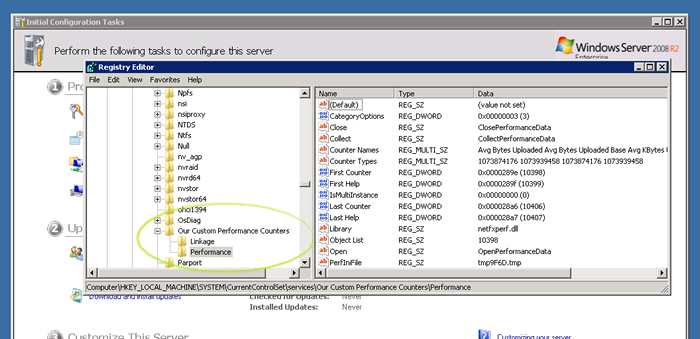 Initial Configuration Tasks
Perform the following tasks to configure this server
Windows Server 2008 R2
Enterprise
Registry Editor
File Edit View Favorites Help
Npfs
nsi
nsiproxy
NTDS
Ntfs
Null
nv_agp
nvraid
nvrd64
nvstor
nvstor64
ohci1394
OsDiag
Our Custom Performance Counters
Linkage
Performance
Parport
Name Type Data
(Default) REG_SZ (value not set)
CategoryOptions REG_DWORD 0x00000003 (3)
Close REG_SZ ClosePerformanceData
Collect REG_SZ CollectPerformanceData
Counter Names REG_MULTI_SZ Avg Bytes Uploaded Avg Bytes Uploaded Base Avg KBytes
Counter Types REG_MULTI_SZ 1073874176 1073939458 1073874176 1073939458
First Counter REG_DWORD 0x0000289e (10398)
First Help REG_DWORD 0x0000289f (10399)
IsMultiInstance REG_DWORD 0x00000000 (0)
Last Counter REG_DWORD 0x000028a6 (10406)
Last Help REG_DWORD 0x000028a7 (10407)
Library REG_SZ netfxperf.dll
Object List REG_SZ 10398
Open REG_SZ OpenPerformanceData
PerfIniFile REG_SZ tmp9F6D.tmp
Computer\HKEY_LOCAL_MACHINE\SYSTEM\CurrentControlSet\services\Our Custom Performance Counters\Performance
1
2
Download and install updates
Checked for Updates: Never
Installed Updates: Never
3 Customize This Server
Customizing your server